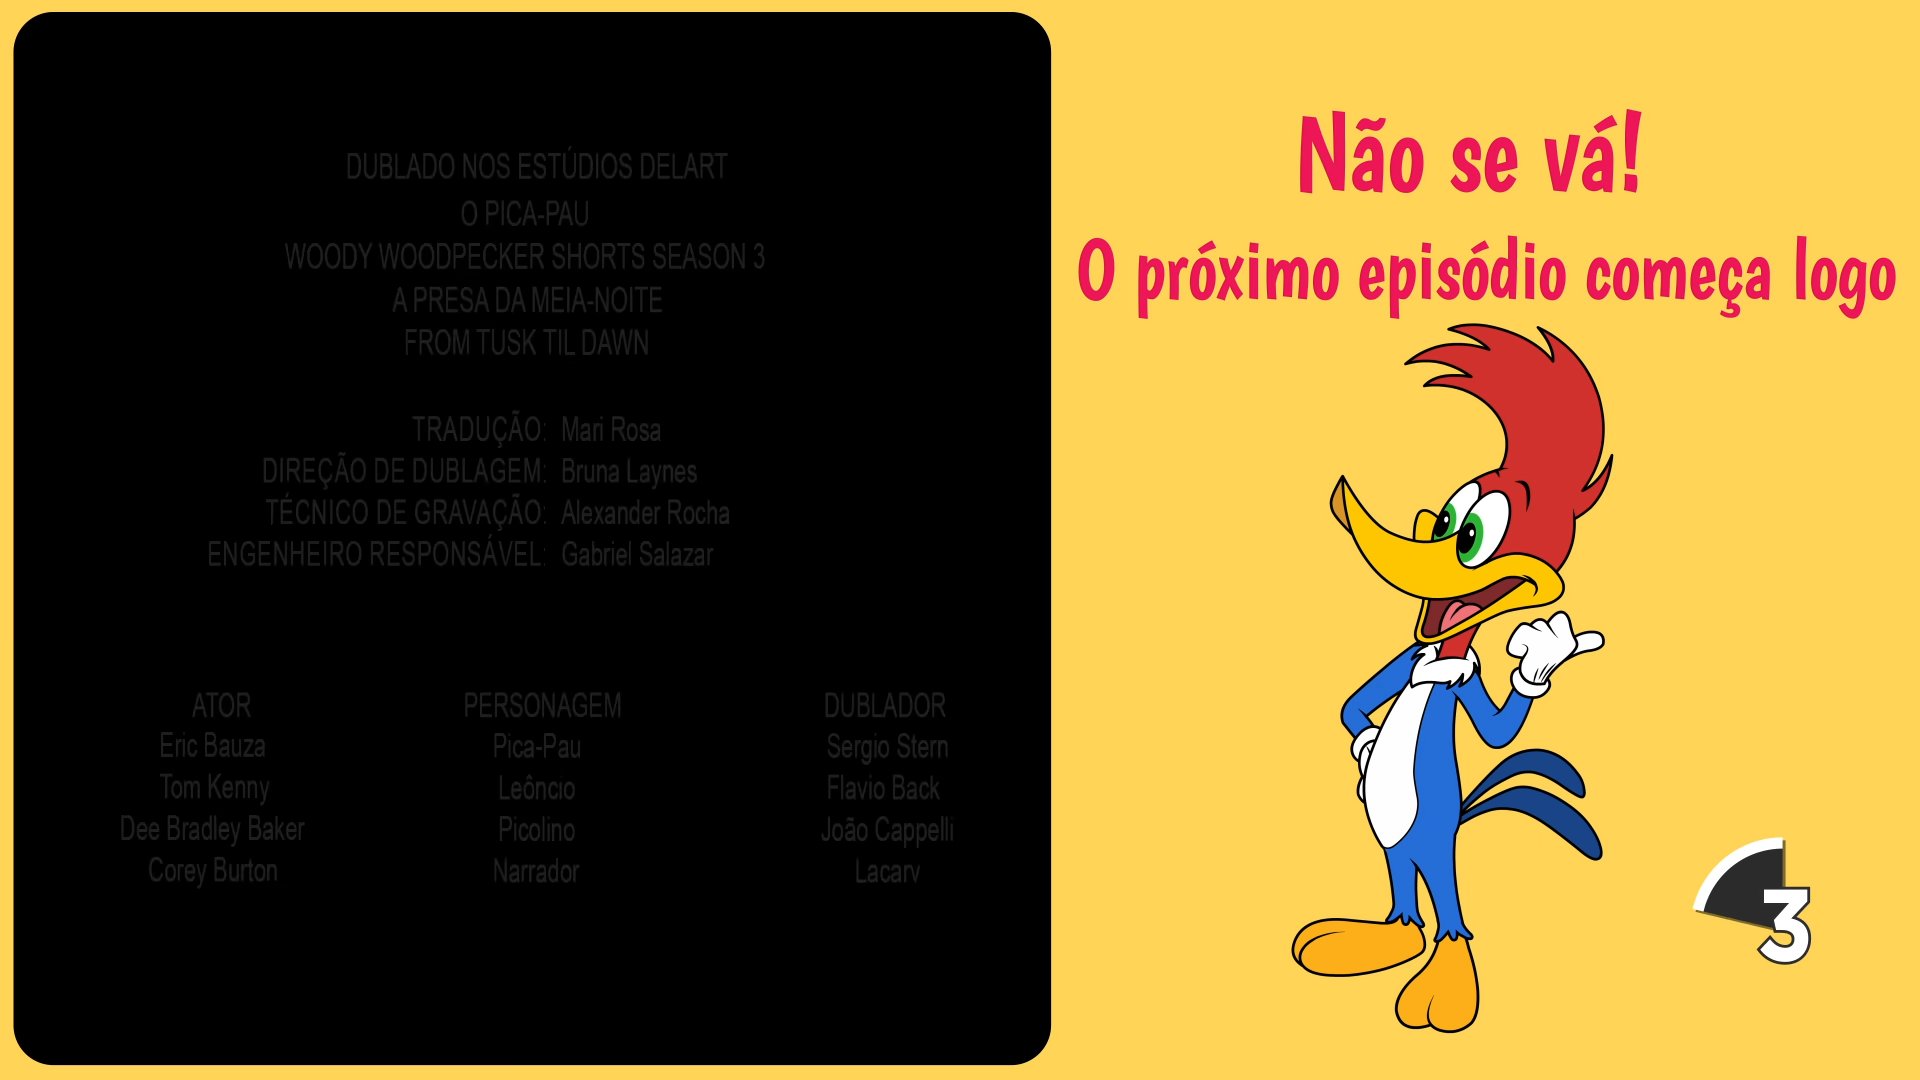 DUBLADO NOS ESTÚDIOS DELART
O PICA-PAU
WOODY WOODPECKER SHORTS SEASON 3
A PRESA DA MEIA-NOITE
FROM TUSK TIL DAWN
TRADUÇÃO: Mari Rosa
DIREÇÃO DE DUBLAGEM: Bruna Laynes
TÉCNICO DE GRAVAÇÃO: Alexander Rocha
ENGENHEIRO RESPONSÁVEL: Gabriel Salazar
ATOR PERSONAGEM DUBLADOR
Eric Bauza Pica-Pau Sergio Stern
Tom Kenny Leôncio Flavio Back
Dee Bradley Baker Picolino João Cappelli
Corey Burton Narrador Lacarv
Não se vá!
O próximo episódio começa logo
3